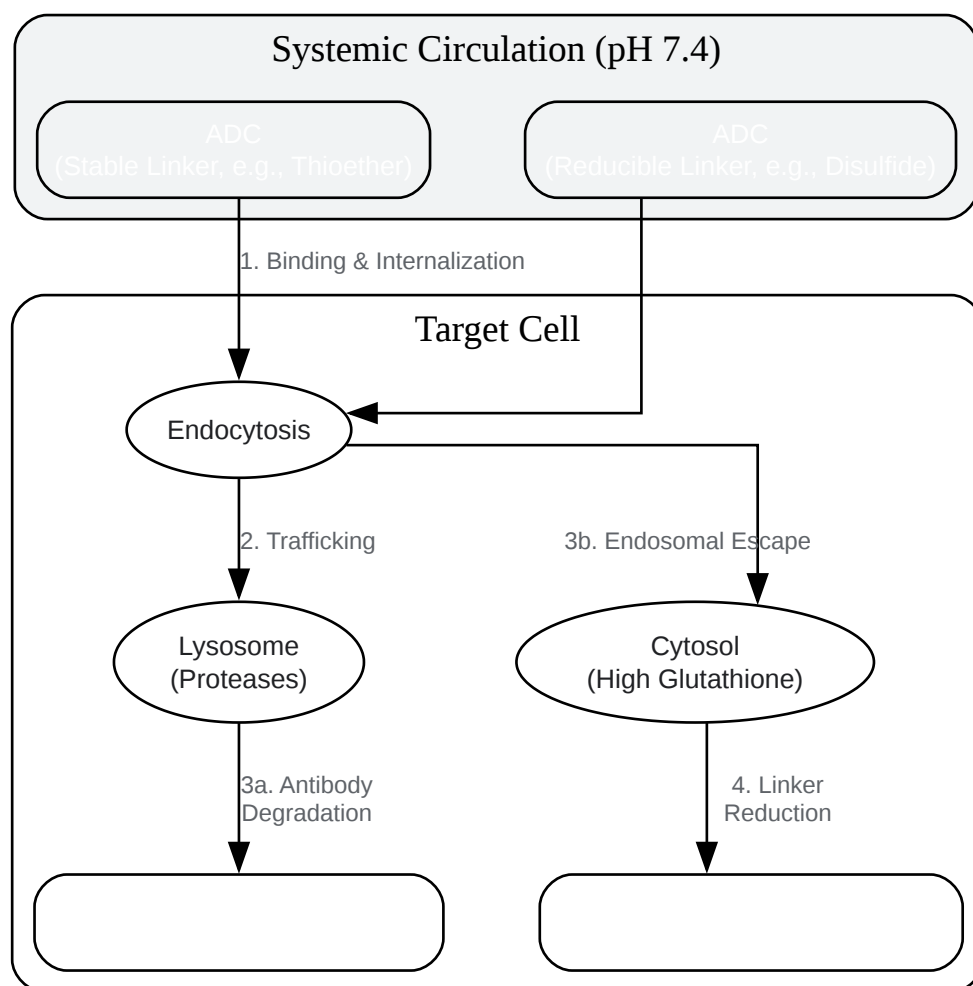 Systemic Circulation (pH 7.4)
ADC
(Stable Linker, e.g., Thioether)
ADC
(Reducible Linker, e.g., Disulfide)
1. Binding & Internalization
Target Cell
Endocytosis
2. Trafficking
3b. Endosomal Escape
Lysosome
(Proteases)
Cytosol
(High Glutathione)
3a. Antibody
Degradation
4. Linker
Reduction